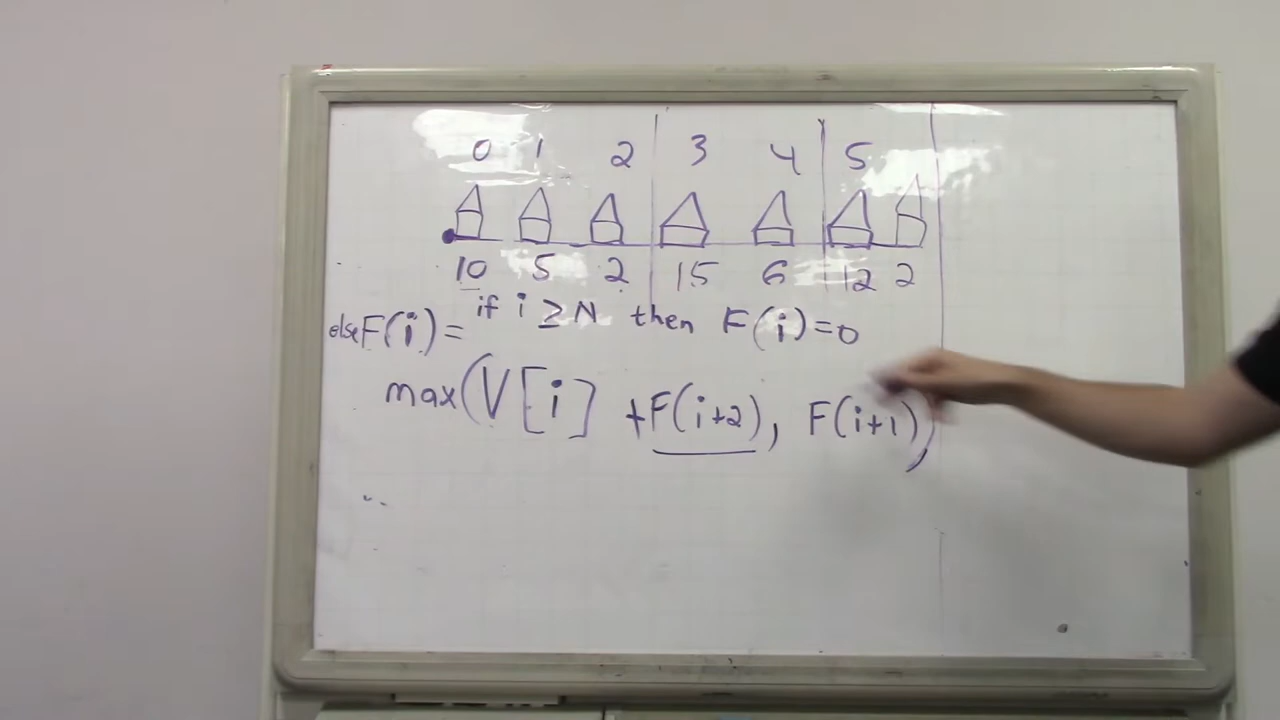 0 1 2 3 4 5
10 5 2 15 6 12 2
if i ≥ N then F(i)=0
else F(i)=
max(V[i] +F(i+2), F(i+1))